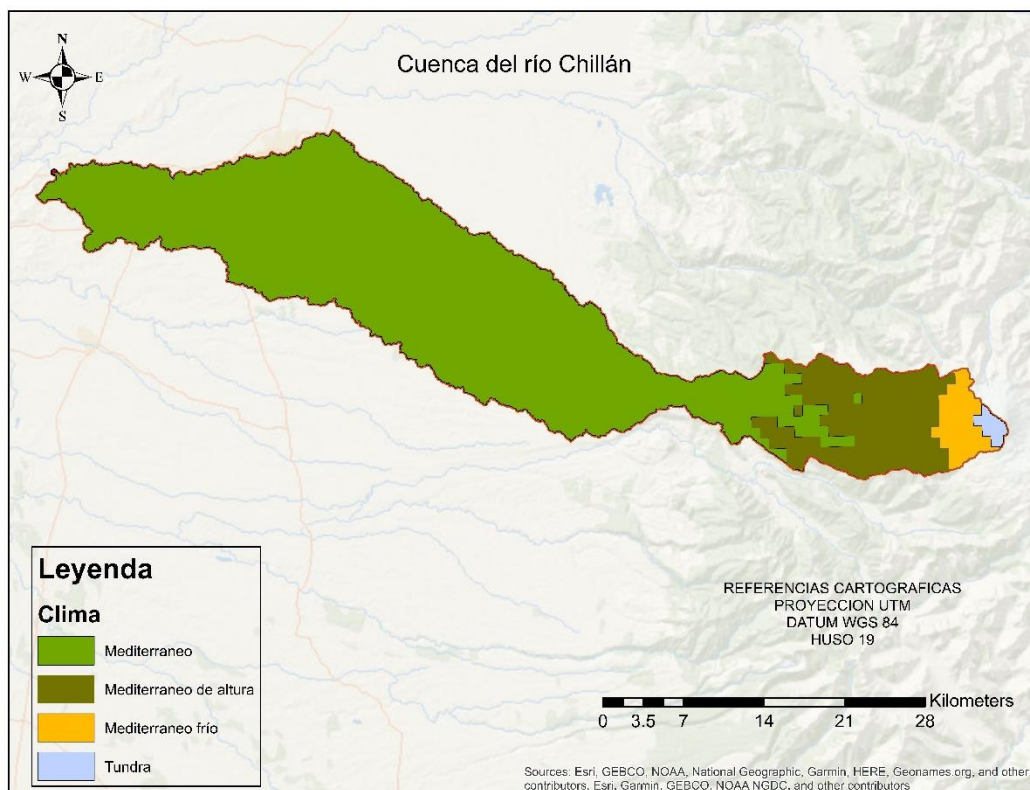 N
W E
S
Cuenca del río Chillán
Leyenda
Clima
Mediterraneo
Mediterraneo de altura
Mediterraneo frío
Tundra
REFERENCIAS CARTOGRAFICAS
PROYECCION UTM
DATUM WGS 84
HUSO 19
Kilometers
0 3.5 7 14 21 28
Sources: Esri, GEBCO, NOAA, National Geographic, Garmin, HERE, Geonames.org, and other
contributors, Esri, Garmin, GEBCO, NOAA NGDC, and other contributors